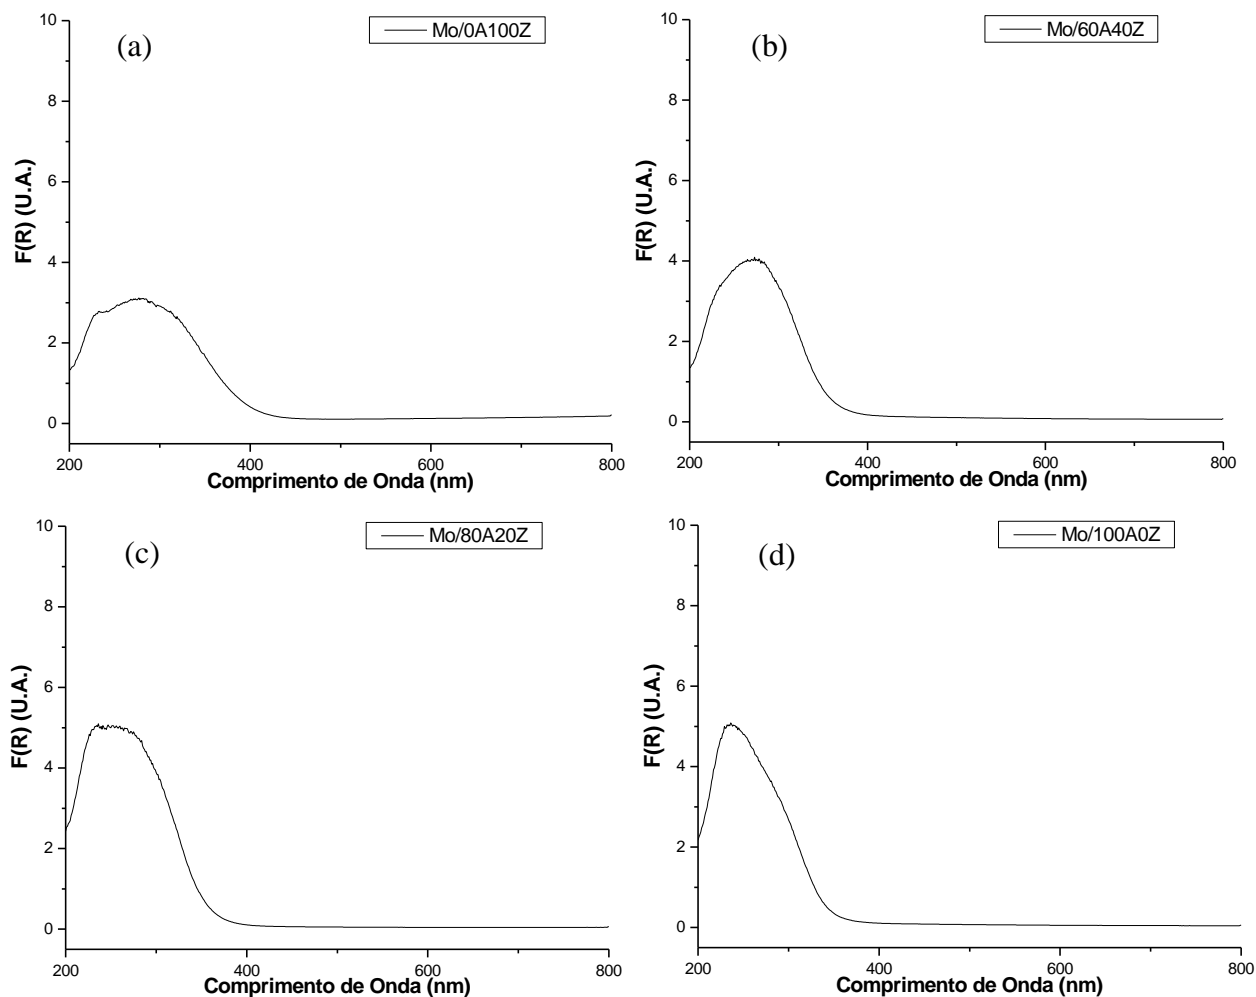 (a)
Mo/0A100Z
10
8
6
4
2
0
F(R) (U.A.)
200
400
600
800
Comprimento de Onda (nm)
(b)
Mo/60A40Z
10
8
6
4
2
0
F(R) (U.A.)
200
400
600
800
Comprimento de Onda (nm)
(c)
Mo/80A20Z
10
8
6
4
2
0
F(R) (U.A.)
200
400
600
800
Comprimento de Onda (nm)
(d)
Mo/100A0Z
10
8
6
4
2
0
F(R) (U.A.)
200
400
600
800
Comprimento de Onda (nm)